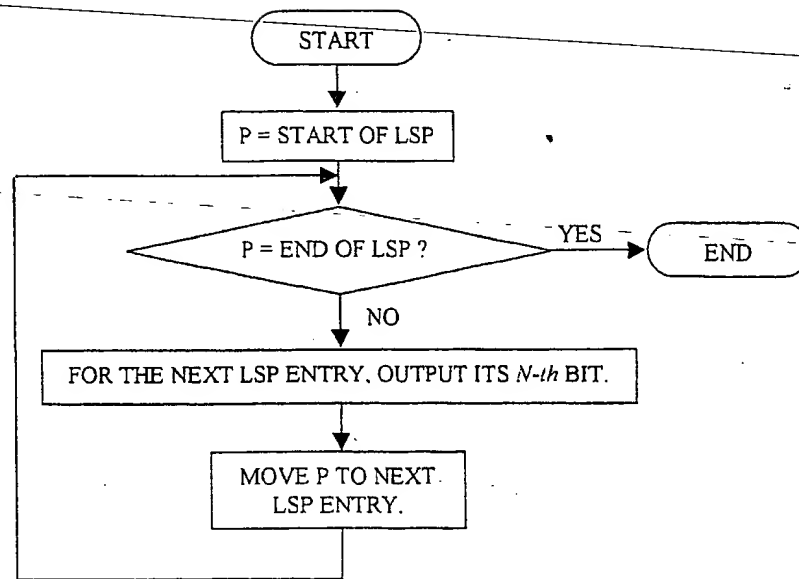 START
P = START OF LSP
P = END OF LSP ?
YES
END
NO
FOR THE NEXT LSP ENTRY, OUTPUT ITS N-th BIT.
MOVE P TO NEXT
LSP ENTRY.